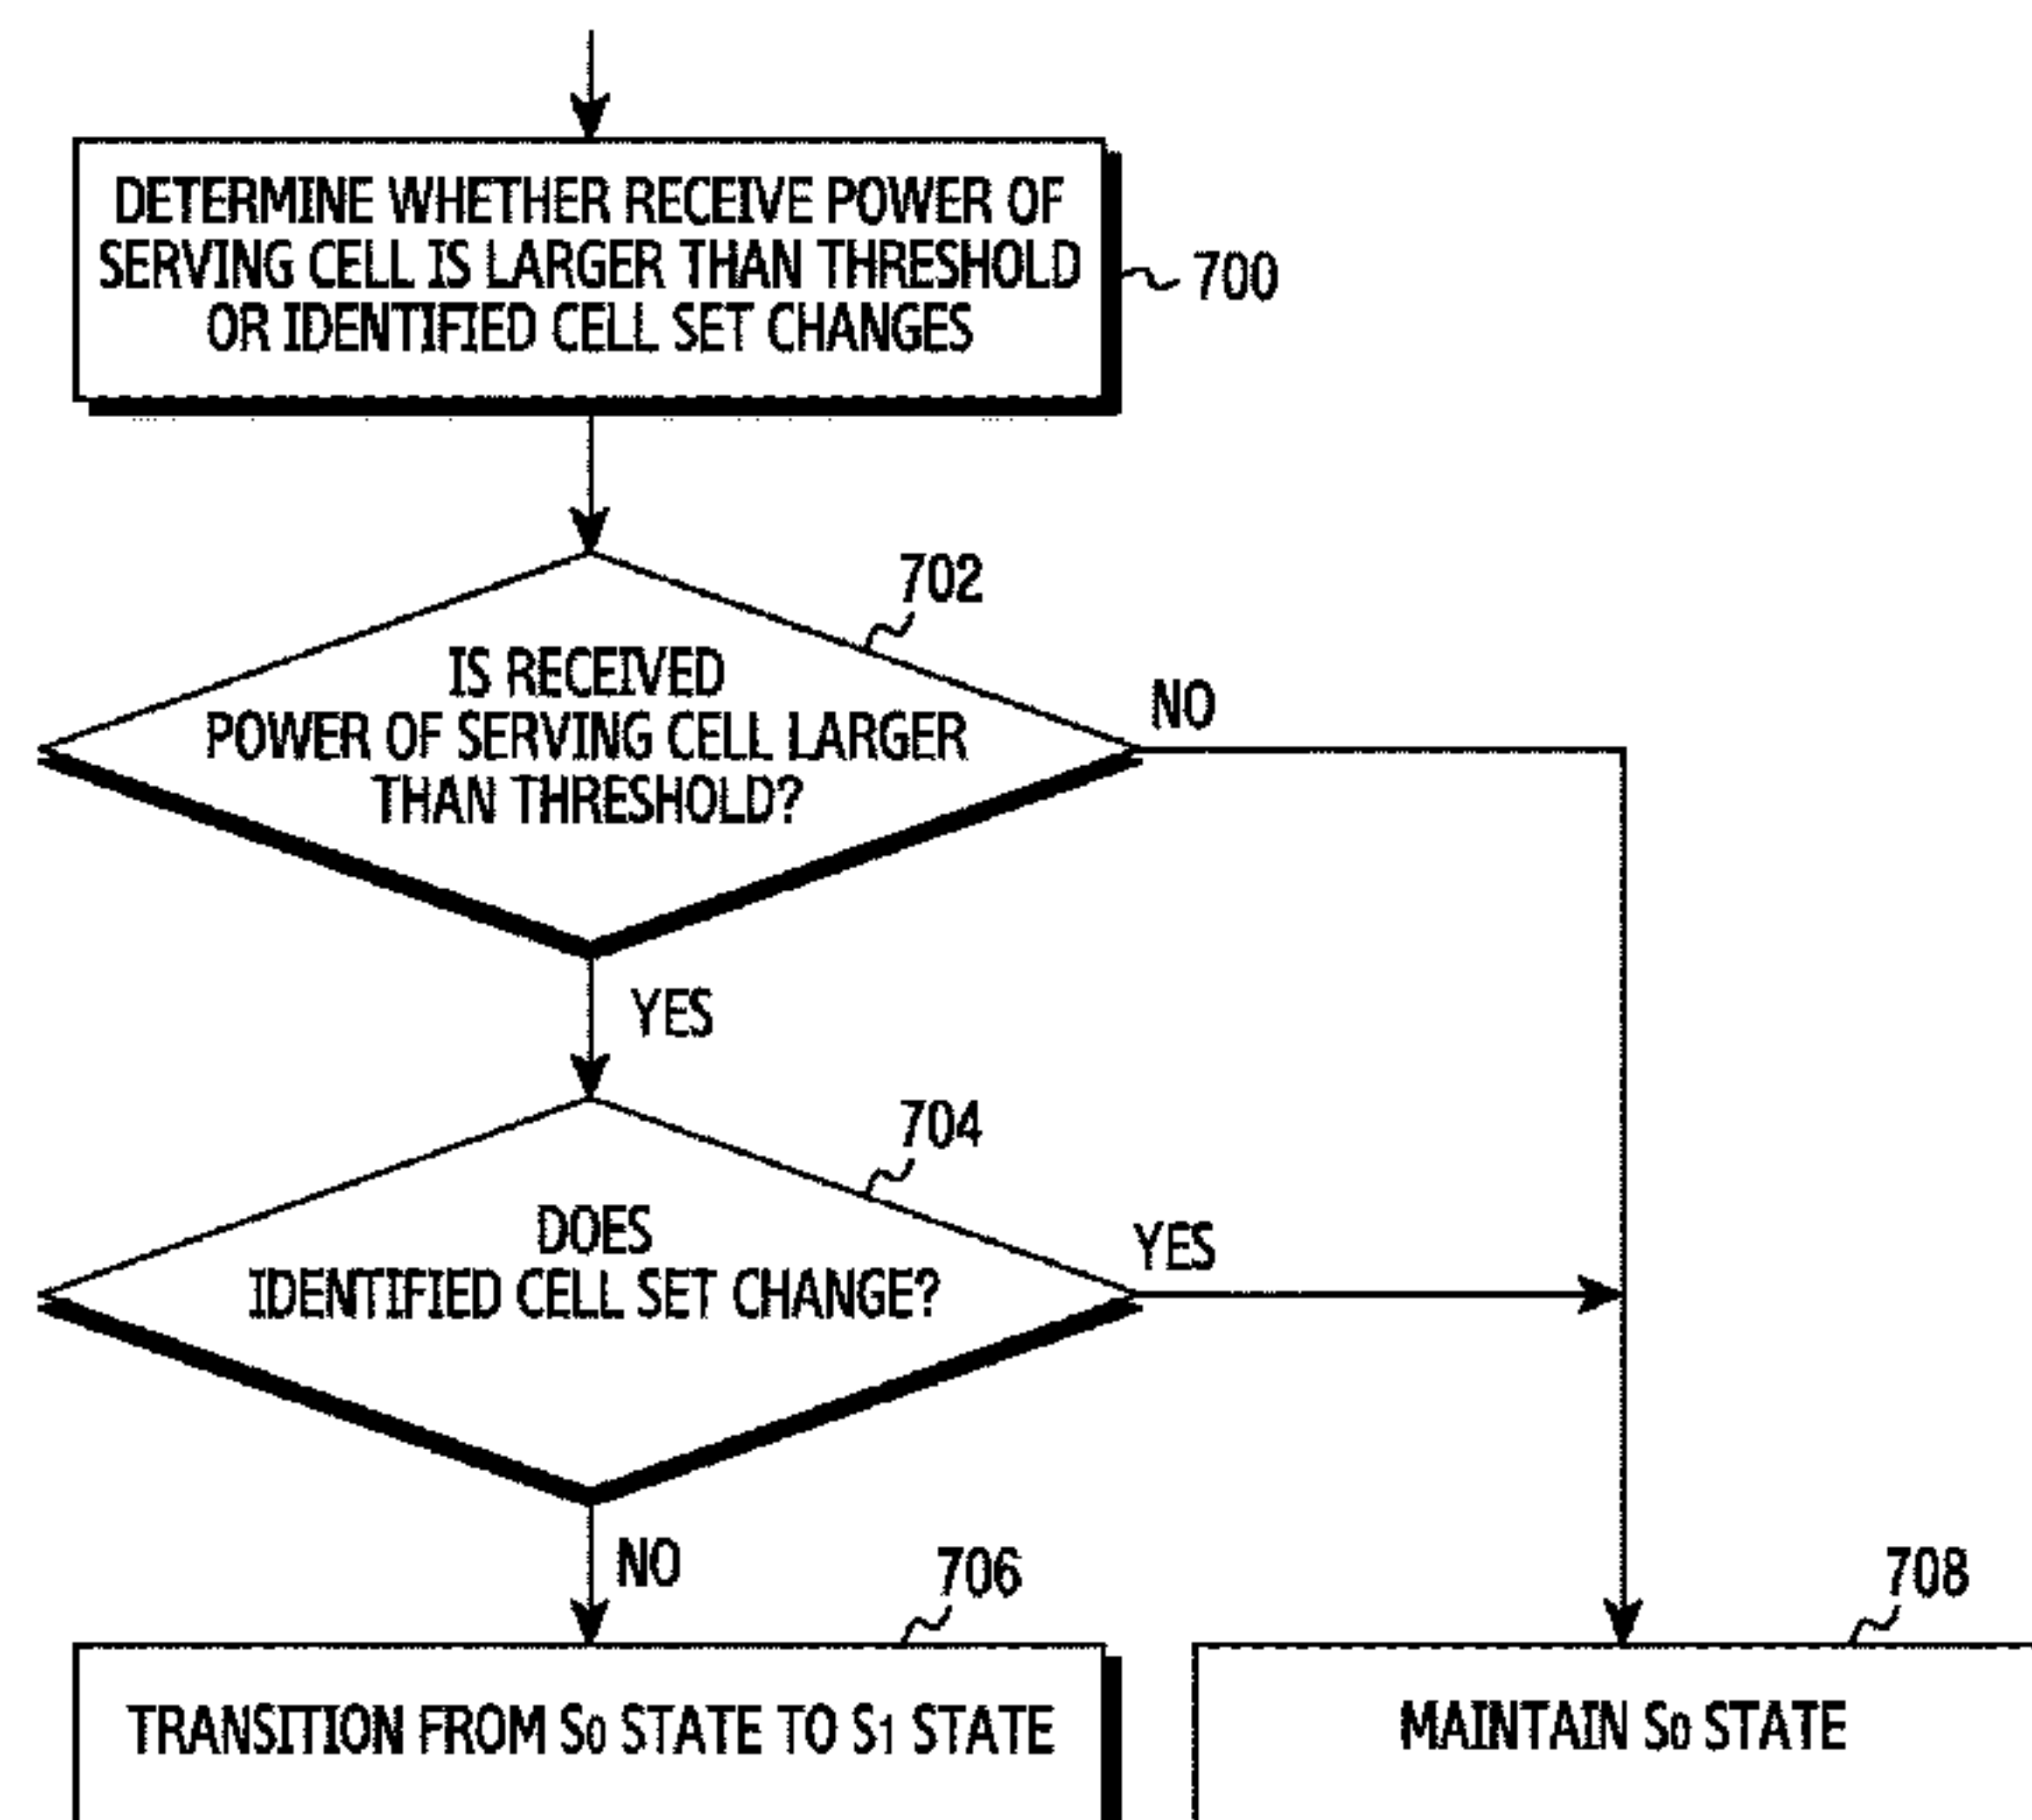 DETERMINE WHETHER RECEIVE POWER OF
SERVING CELL IS LARGER THAN THRESHOLD
OR IDENTIFIED CELL SET CHANGES
700
702
IS RECEIVED
POWER OF SERVING CELL LARGER
THAN THRESHOLD?
NO
YES
704
DOES
IDENTIFIED CELL SET CHANGE?
YES
NO
706
708
TRANSITION FROM S0 STATE TO S1 STATE
MAINTAIN S0 STATE